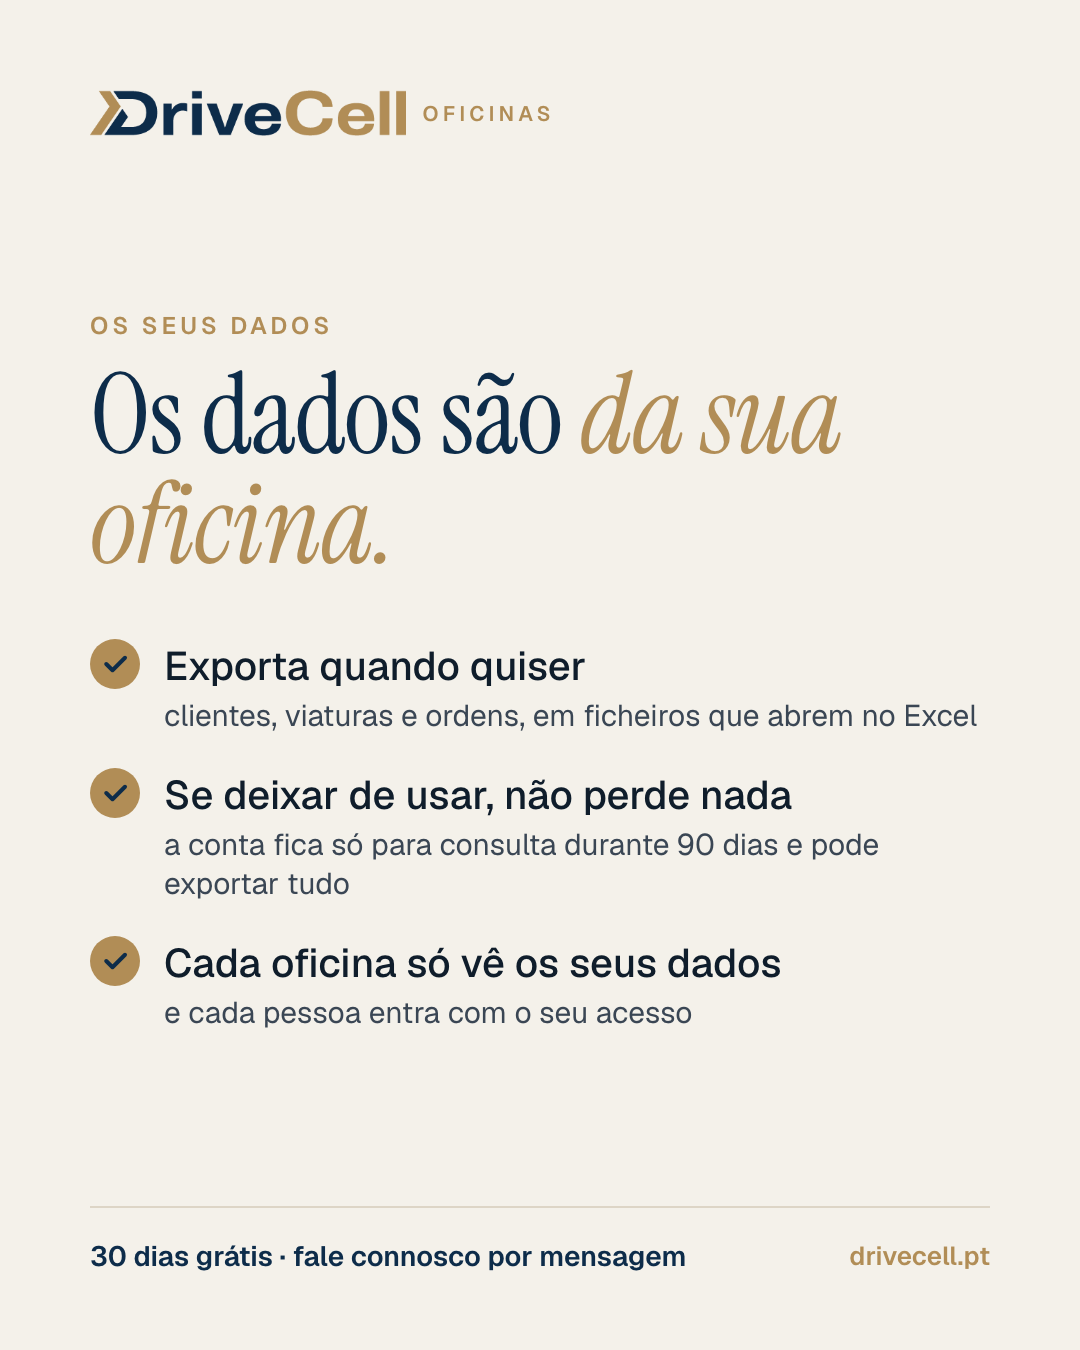 DriveCell OFICINAS
OS SEUS DADOS
Os dados são da sua
oficina.
Exporta quando quiser
clientes, viaturas e ordens, em ficheiros que abrem no Excel
Se deixar de usar, não perde nada
a conta fica só para consulta durante 90 dias e pode
exportar tudo
Cada oficina só vê os seus dados
e cada pessoa entra com o seu acesso
30 dias grátis · fale connosco por mensagem
drivecell.pt